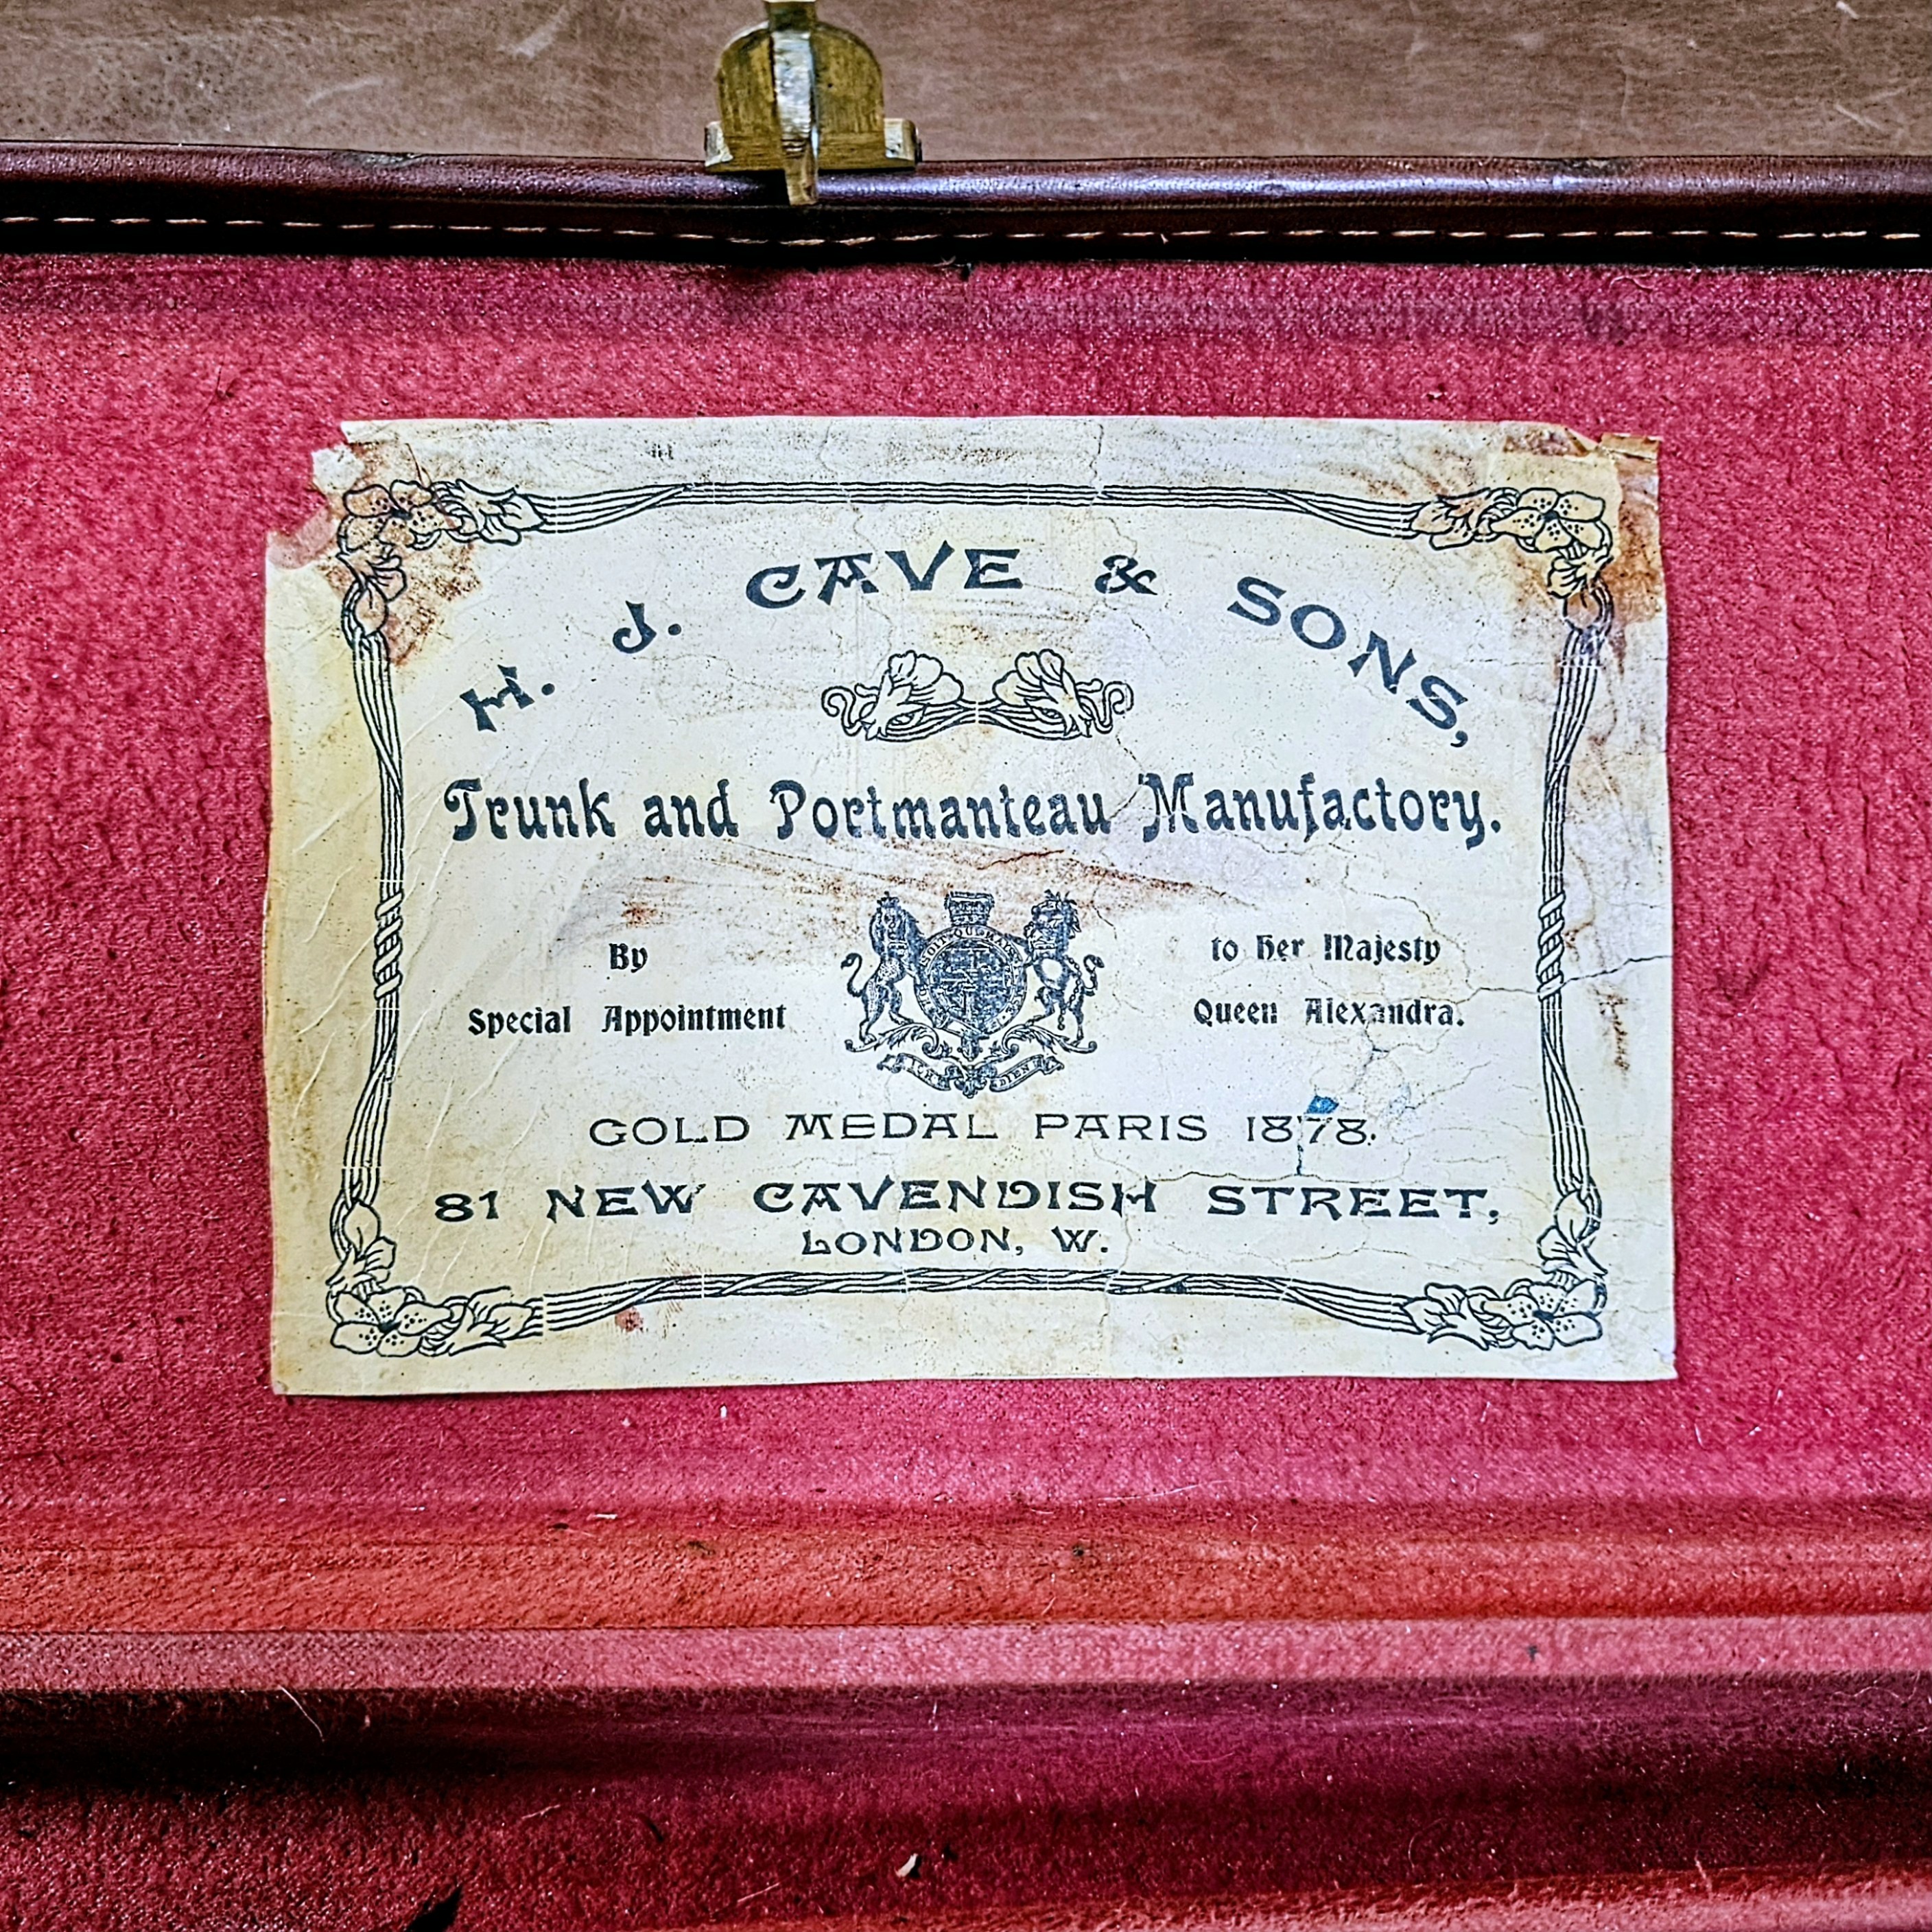 H. J. CAVE & SONS,
Trunk and Portmanteau Manufactory.
By
Special Appointment
to Her Majesty
Queen Alexandra.
GOLD MEDAL PARIS 1878.
81 NEW CAVENDISH STREET,
LONDON, W.